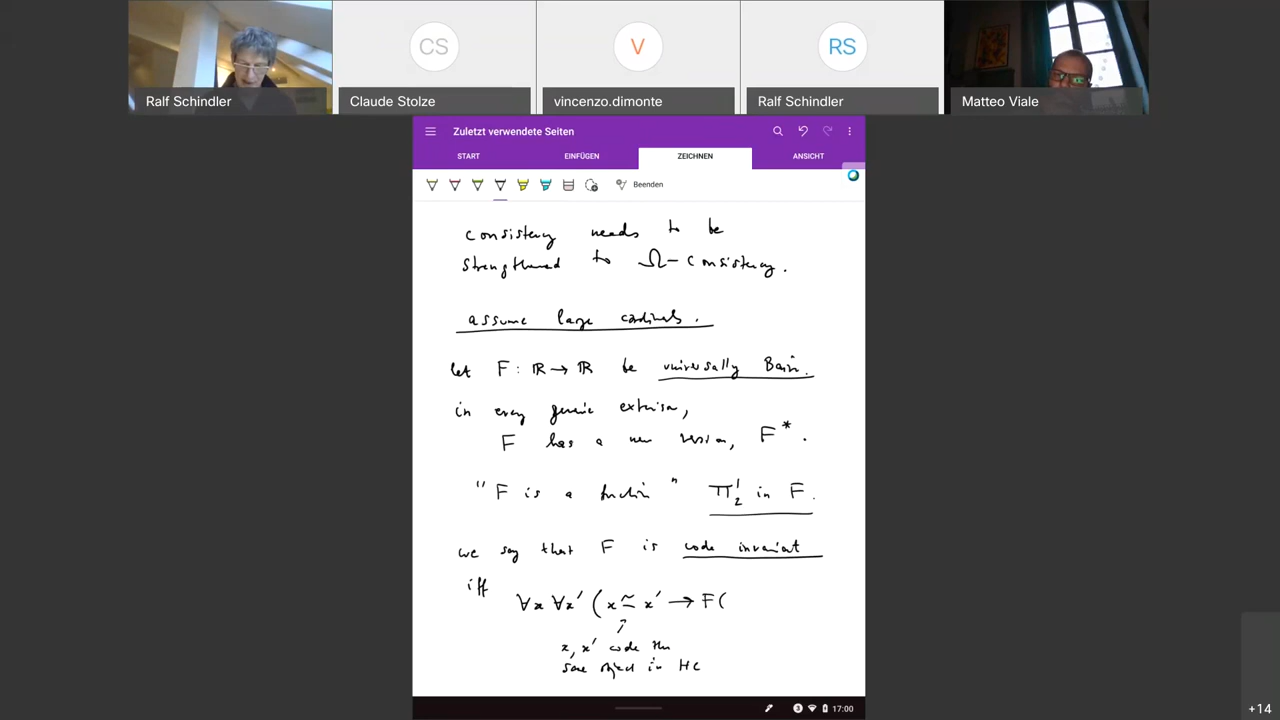 CS
V
RS
Ralf Schindler
Claude Stolze
vincenzo.dimonte
Ralf Schindler
Matteo Viale
Zuletzt verwendete Seiten
START EINFÜGEN ZEICHNEN ANSICHT
Beenden
consistency needs to be
strengthened to Ω-consistency.
assume large cardinals.
let F: ℝ → ℝ be universally Baire.
in every generic extension,
F has a new version, F*.
"F is a function" Π¹₂ in F.
we say that F is code invariant
iff
∀x ∀x' (x ≃ x' → F(
x, x' code the
same object in HC
3 17:00
+14